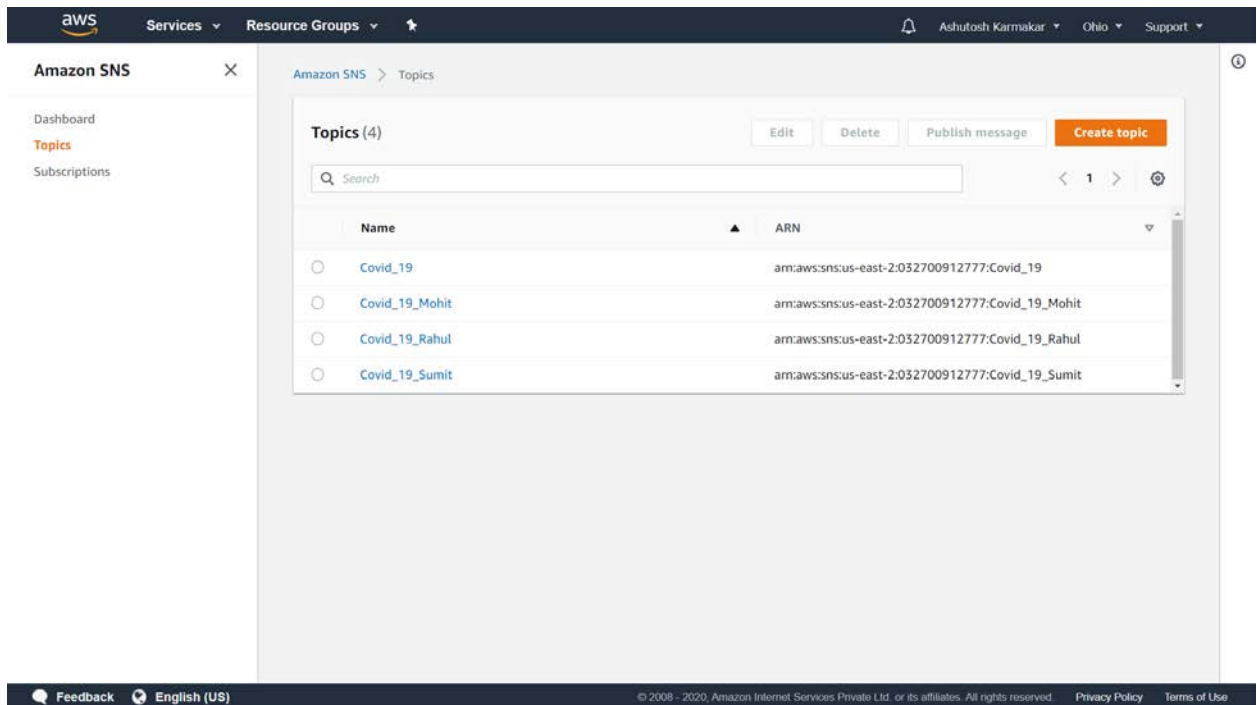 aws Services Resource Groups Ashutosh Karmakar Ohio Support
Amazon SNS
Dashboard
Topics
Subscriptions
Amazon SNS > Topics
Topics (4) Edit Delete Publish message Create topic
Search < 1 >
Name ARN
Covid_19 arn:aws:sns:us-east-2:032700912777:Covid_19
Covid_19_Mohit arn:aws:sns:us-east-2:032700912777:Covid_19_Mohit
Covid_19_Rahul arn:aws:sns:us-east-2:032700912777:Covid_19_Rahul
Covid_19_Sumit arn:aws:sns:us-east-2:032700912777:Covid_19_Sumit
Feedback English (US) © 2008 - 2020, Amazon Internet Services Private Ltd. or its affiliates. All rights reserved. Privacy Policy Terms of Use